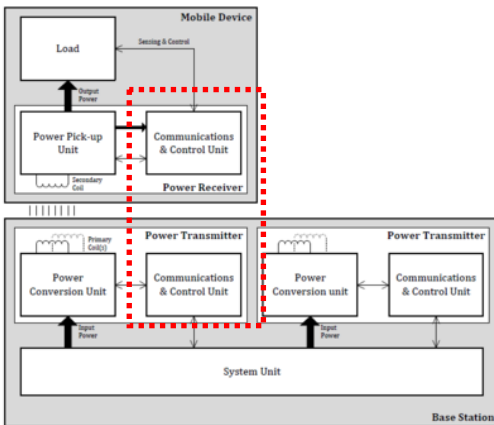 Mobile Device
Load
Sensing & Control
Output
Power
Power Pick-up
Unit
Communications
& Control Unit
Secondary
Coil
Power Receiver
Primary
Coil(s)
Power Transmitter
Power
Conversion Unit
Communications
& Control Unit
Power Transmitter
Power
Conversion unit
Communications
& Control Unit
Input
Power
Input
Power
System Unit
Base Station